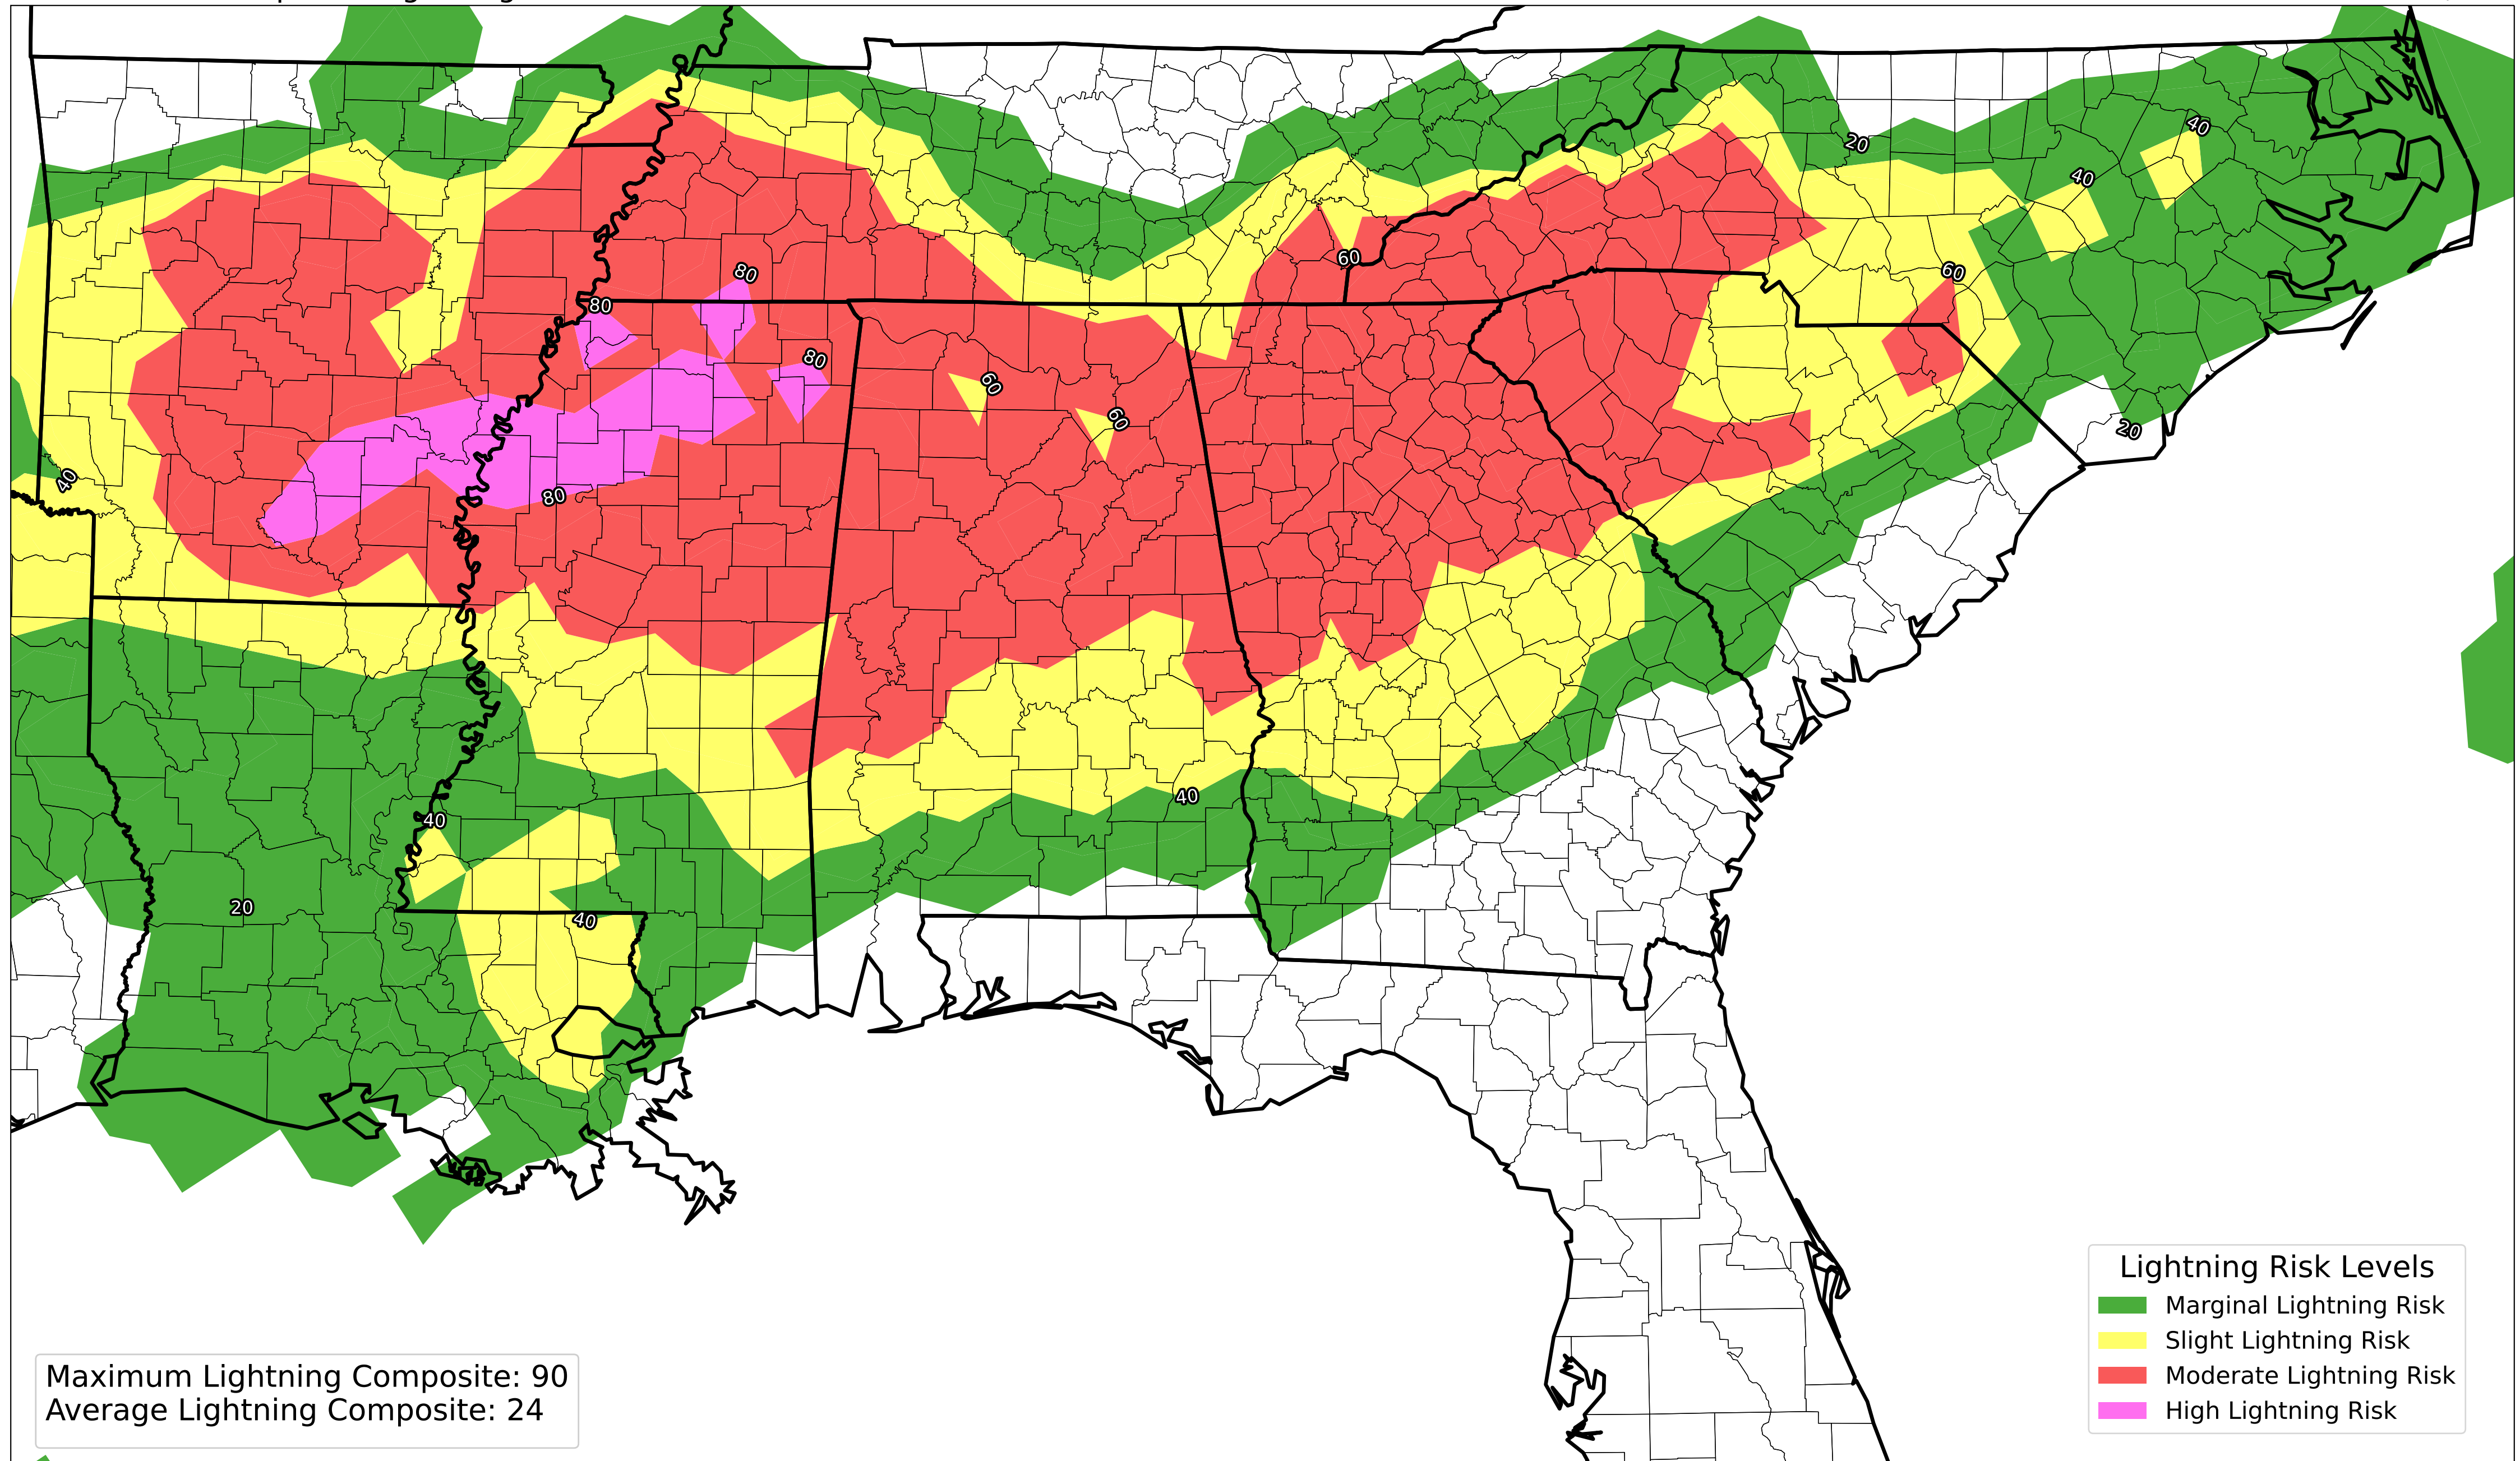 20
40
40
60
60
80
80
80
60
60
20
40
80
40
40
20
40
Lightning Risk Levels
Marginal Lightning Risk
Slight Lightning Risk
Moderate Lightning Risk
High Lightning Risk
Maximum Lightning Composite: 90
Average Lightning Composite: 24